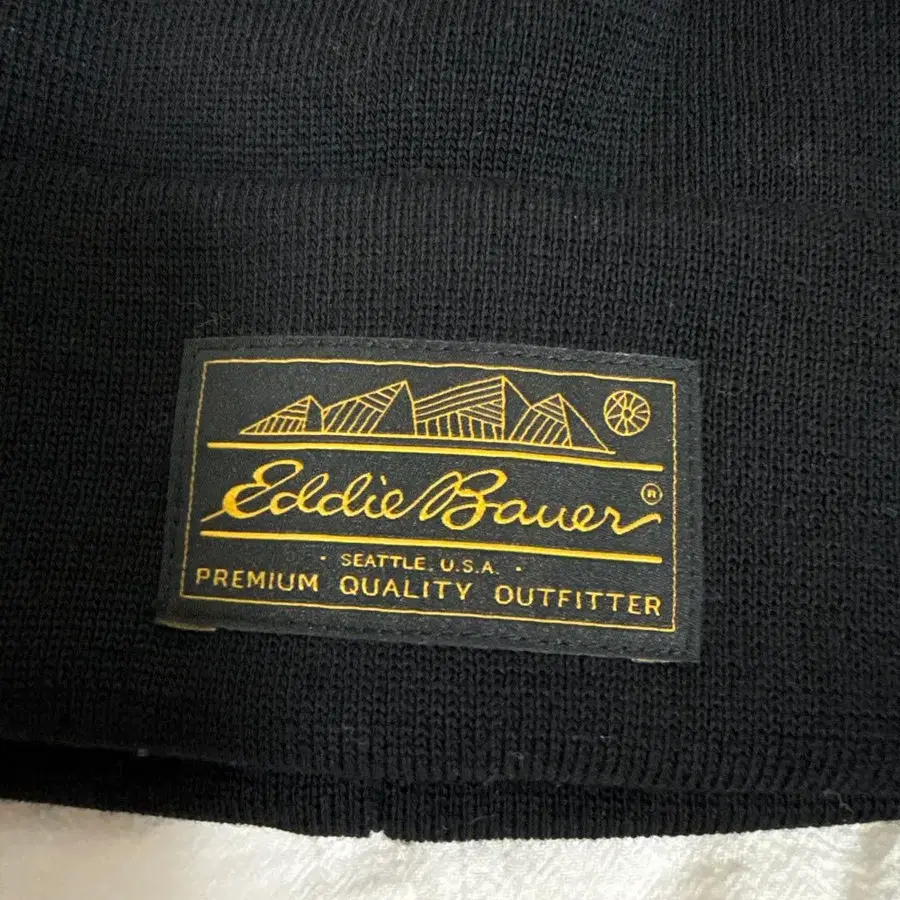 Eddie Bauer ®
· SEATTLE. U.S.A. ·
PREMIUM QUALITY OUTFITTER